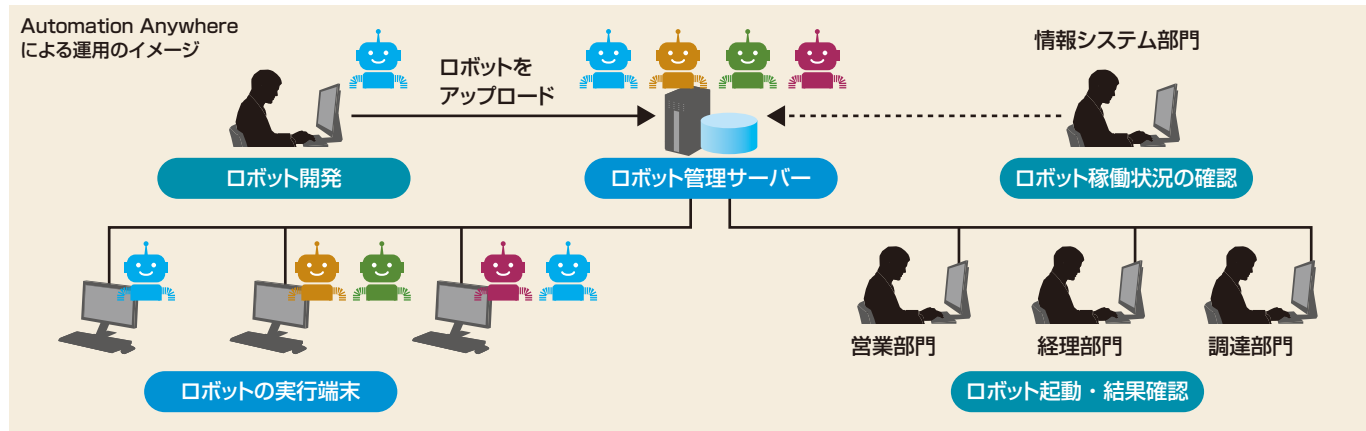 Automation Anywhere
による運用のイメージ
ロボットを
アップロード
情報システム部門
ロボット開発
ロボット管理サーバー
ロボット稼働状況の確認
営業部門
経理部門
調達部門
ロボットの実行端末
ロボット起動・結果確認